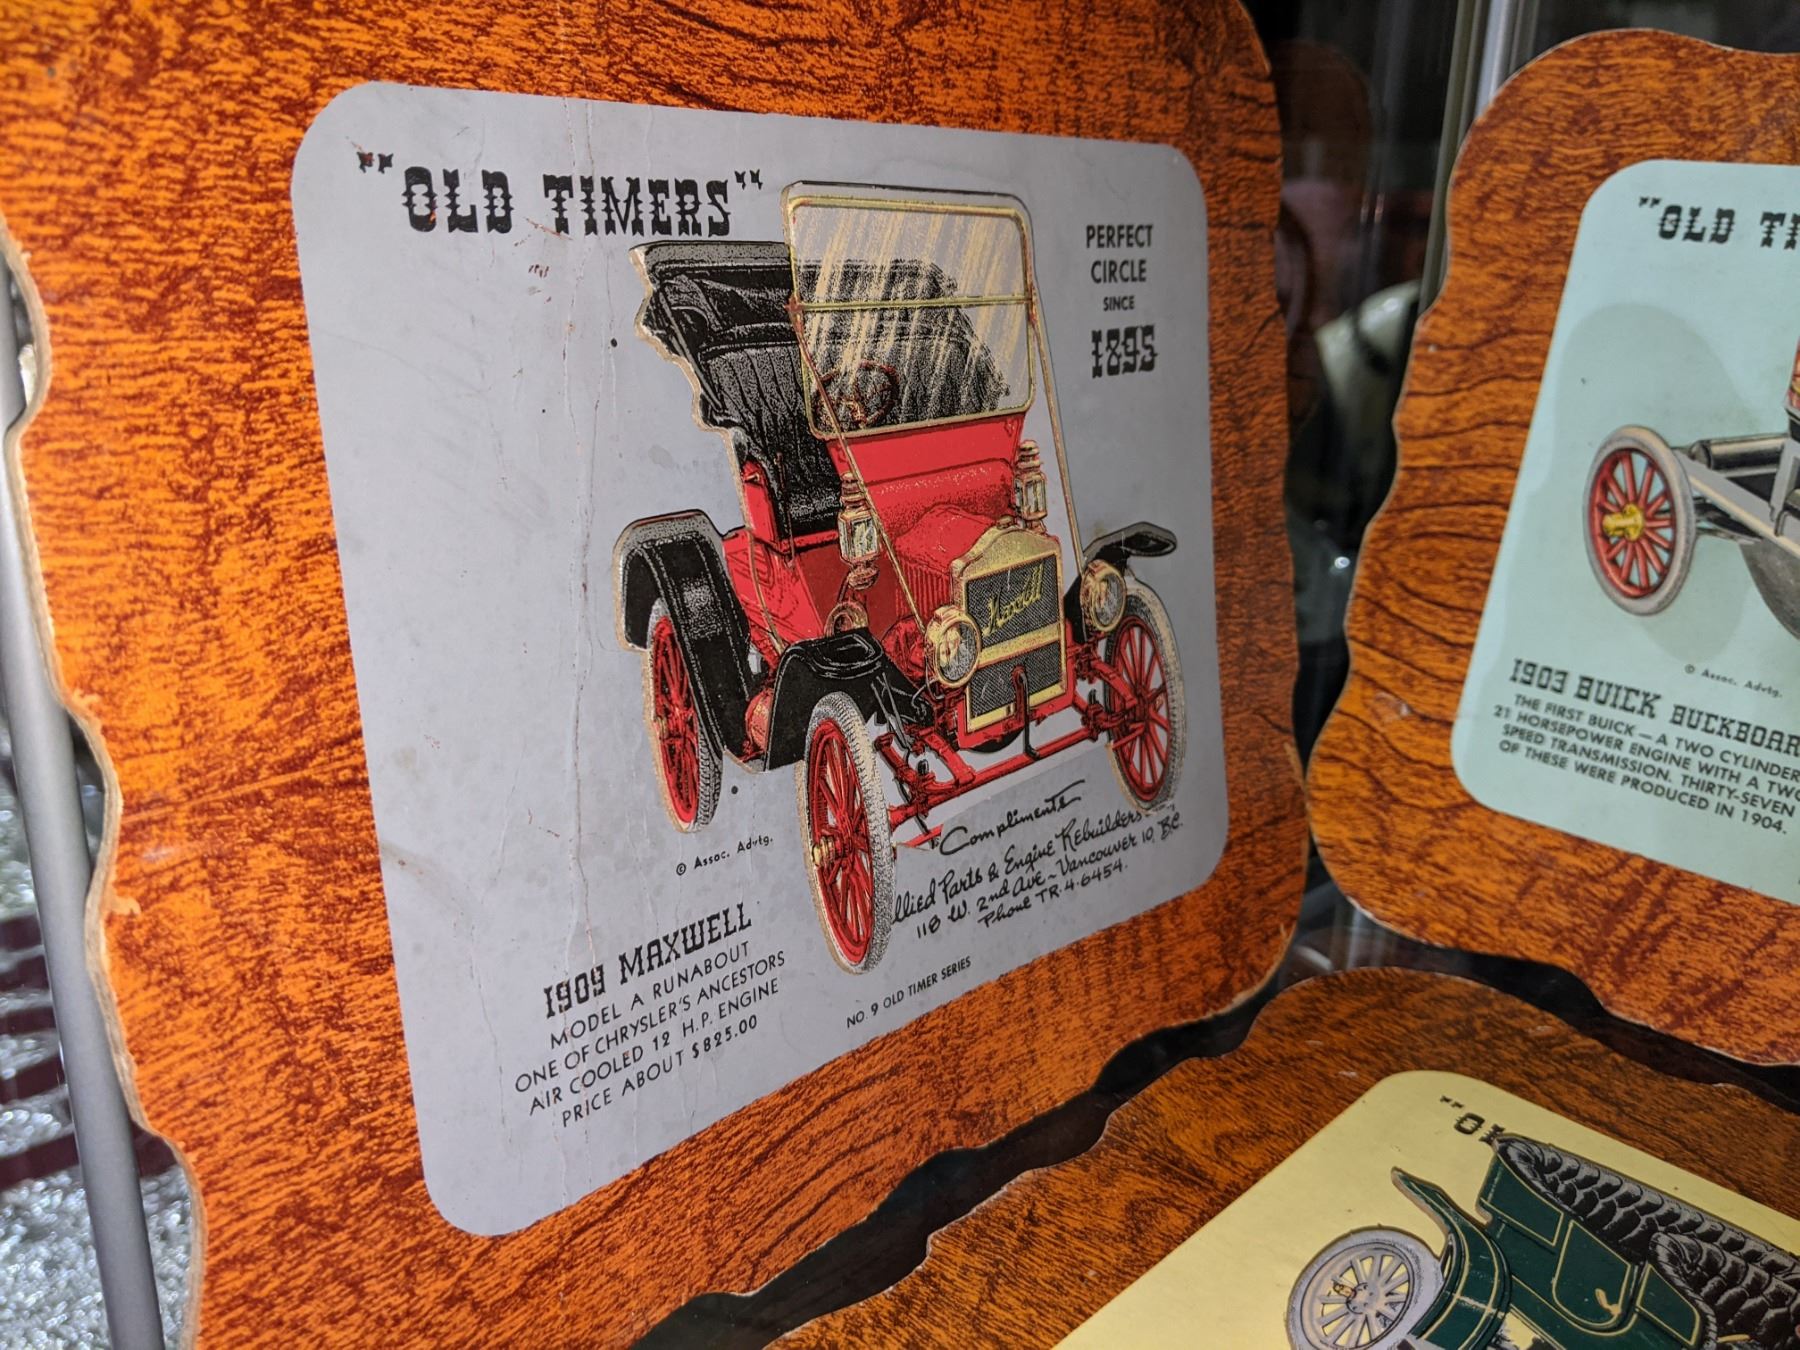 "OLD TIMERS"
PERFECT
CIRCLE
SINCE
1895
Maxwell
Compliments
Allied Parts & Engine Rebuilders
118 W. 2nd Ave ~ Vancouver 10, B.C.
Phone TR. 4-6454.
© Assoc. Advtg.
1909 MAXWELL
MODEL A RUNABOUT
ONE OF CHRYSLER'S ANCESTORS
AIR COOLED 12 H.P. ENGINE
PRICE ABOUT $825.00
NO. 9 OLD TIMER SERIES
"OLD TI
© Assoc. Advtg.
1903 BUICK BUCKBOAR
THE FIRST BUICK — A TWO CYLINDER
21 HORSEPOWER ENGINE WITH A TWO
SPEED TRANSMISSION. THIRTY-SEVEN
OF THESE WERE PRODUCED IN 1904.
"OL